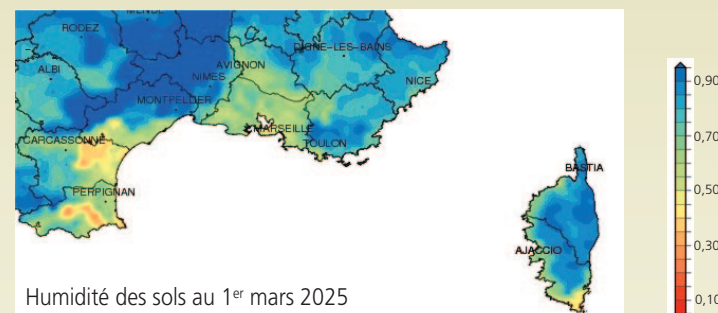 MENDE
RODEZ
DIGNE-LES-BAINS
ALBI
AVIGNON
NIMES
NICE
MONTPELLIER
MARSEILLE
CARCASSONNE
TOULON
PERPIGNAN
BASTIA
AJACCIO
0,90
0,70
0,50
0,30
0,10
Humidité des sols au 1er mars 2025